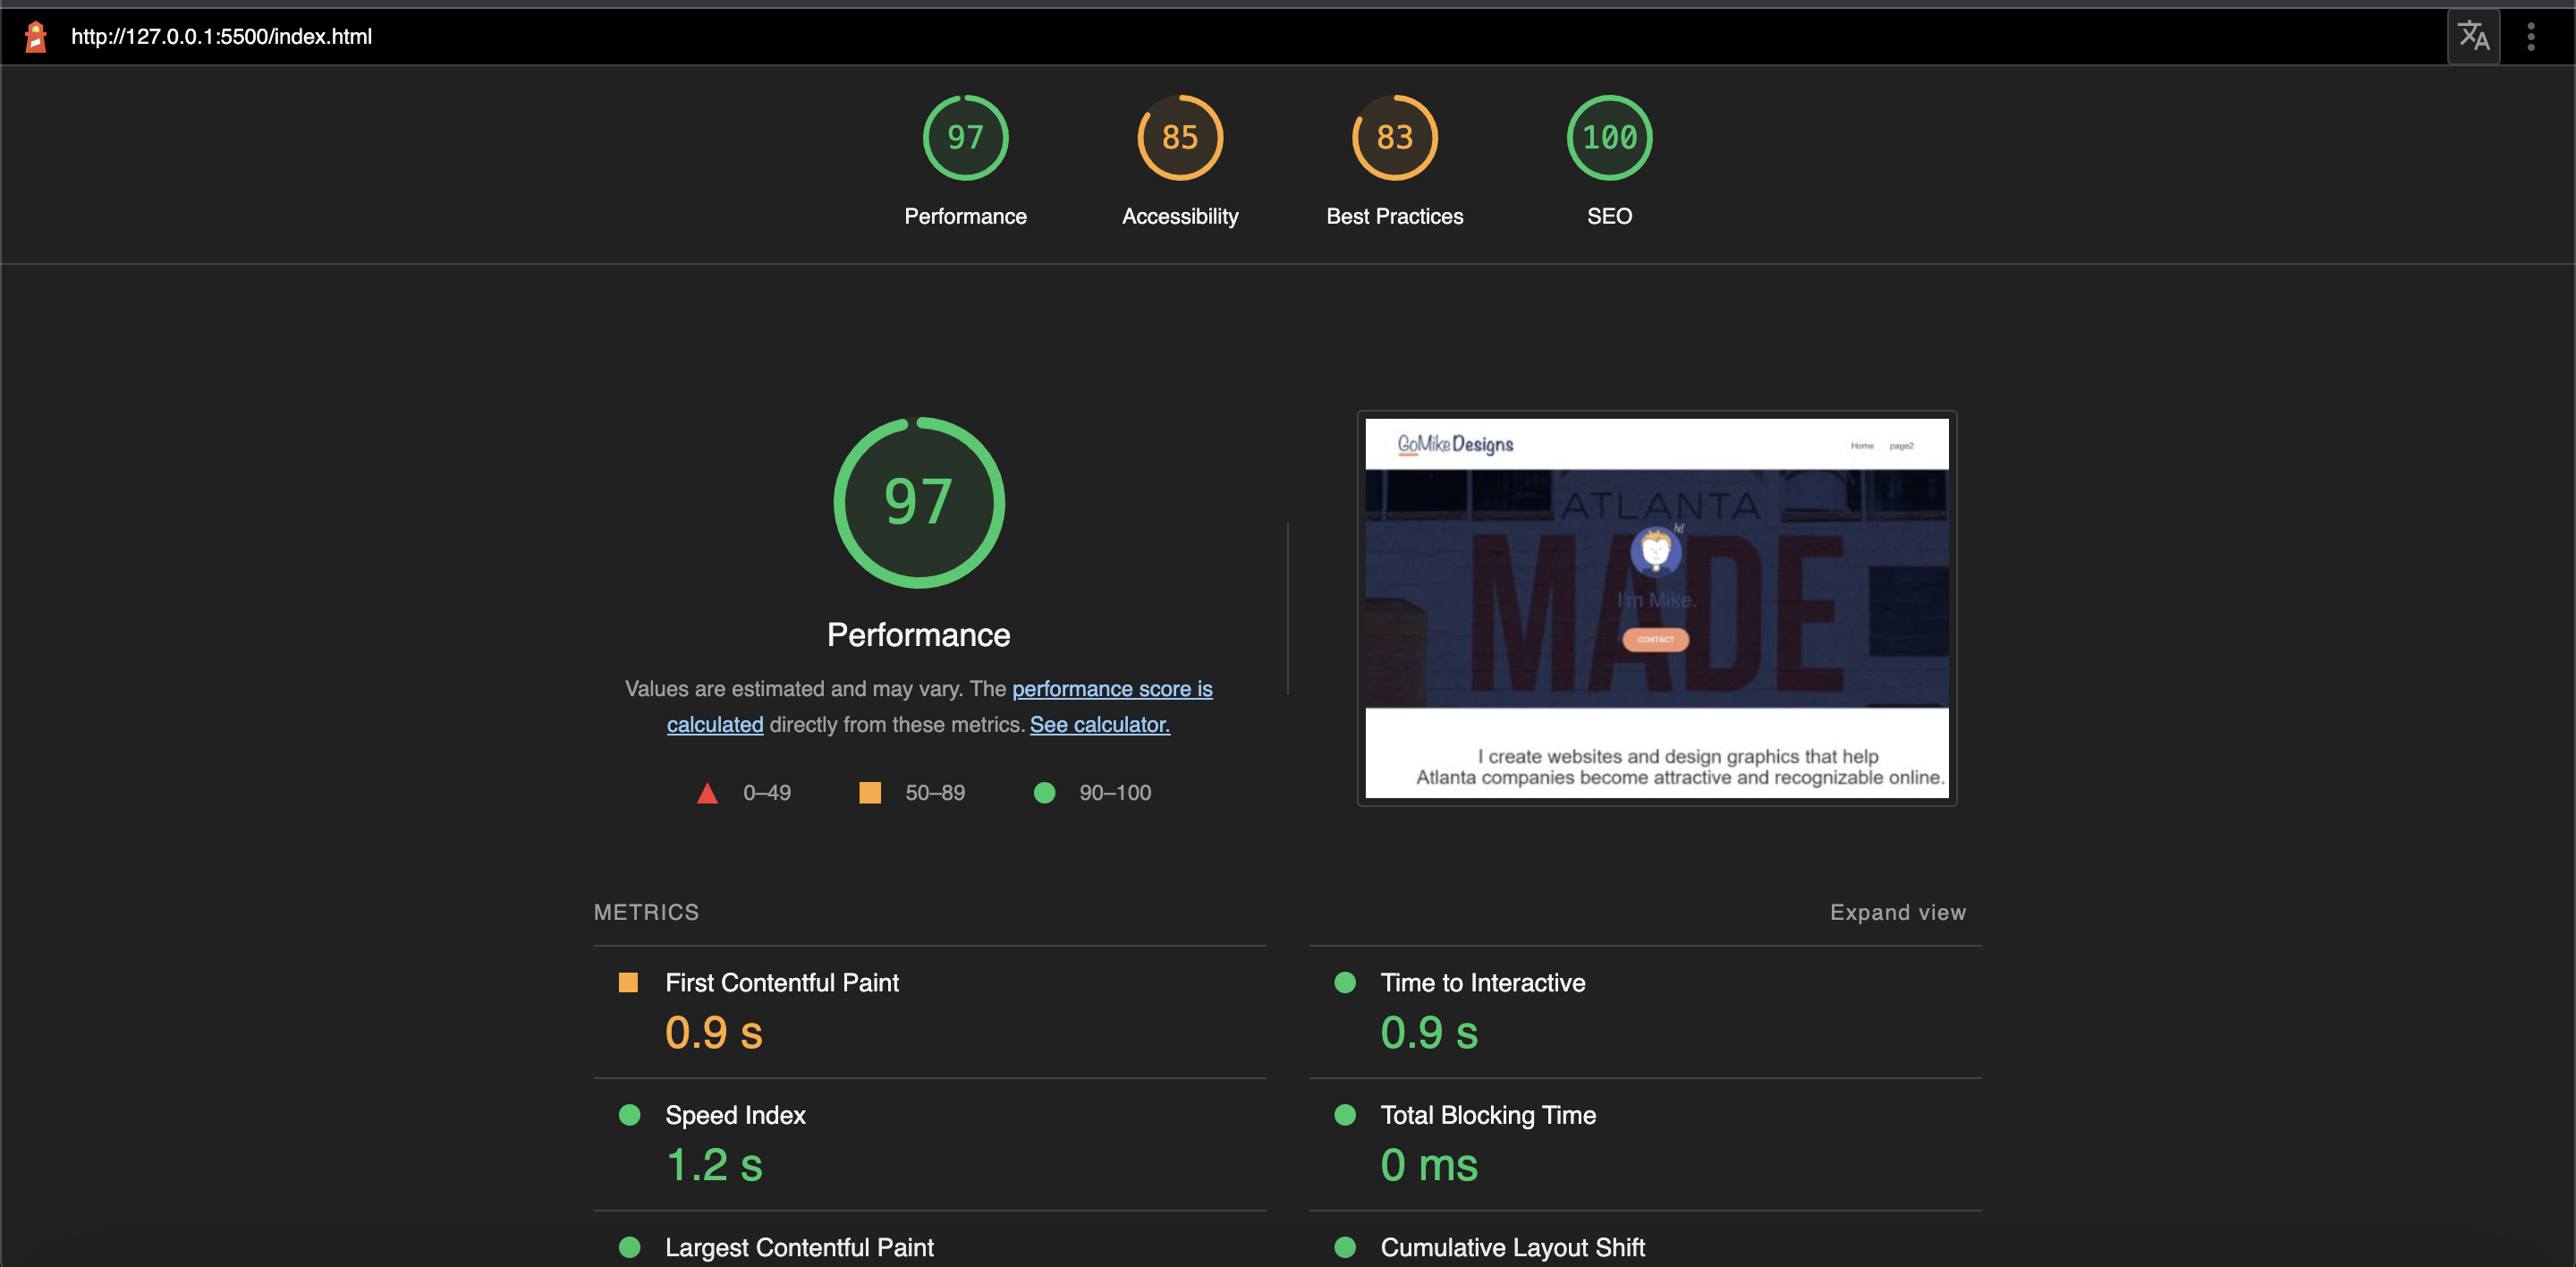 http://127.0.0.1:5500/index.html
97
85
83
100
Performance
Accessibility
Best Practices
SEO
97
Performance
Values are estimated and may vary. The performance score is
calculated directly from these metrics. See calculator.
0–49
50–89
90–100
GoMikeDesigns
Home
page2
ATLANTA
hi!
MADE
I'm Mike.
CONTACT
I create websites and design graphics that help
Atlanta companies become attractive and recognizable online.
METRICS
Expand view
First Contentful Paint
0.9 s
Time to Interactive
0.9 s
Speed Index
1.2 s
Total Blocking Time
0 ms
Largest Contentful Paint
Cumulative Layout Shift